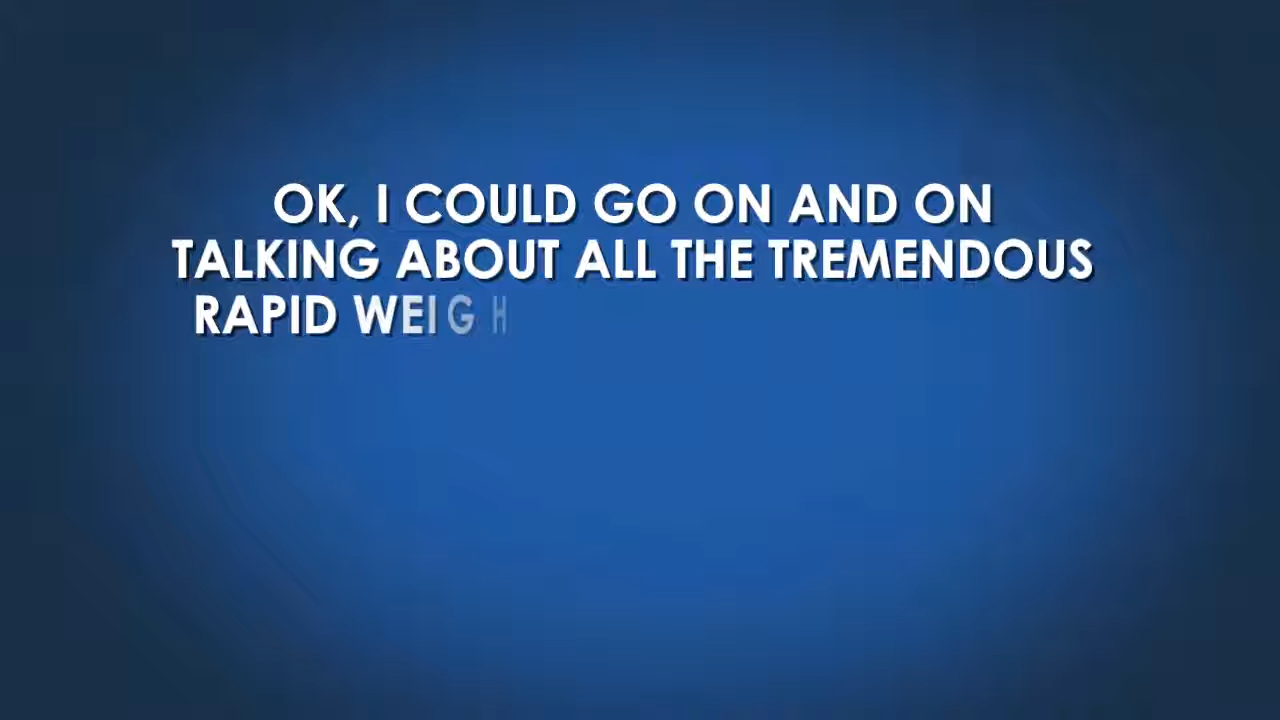 OK, I COULD GO ON AND ON
TALKING ABOUT ALL THE TREMENDOUS
RAPID WEIGH